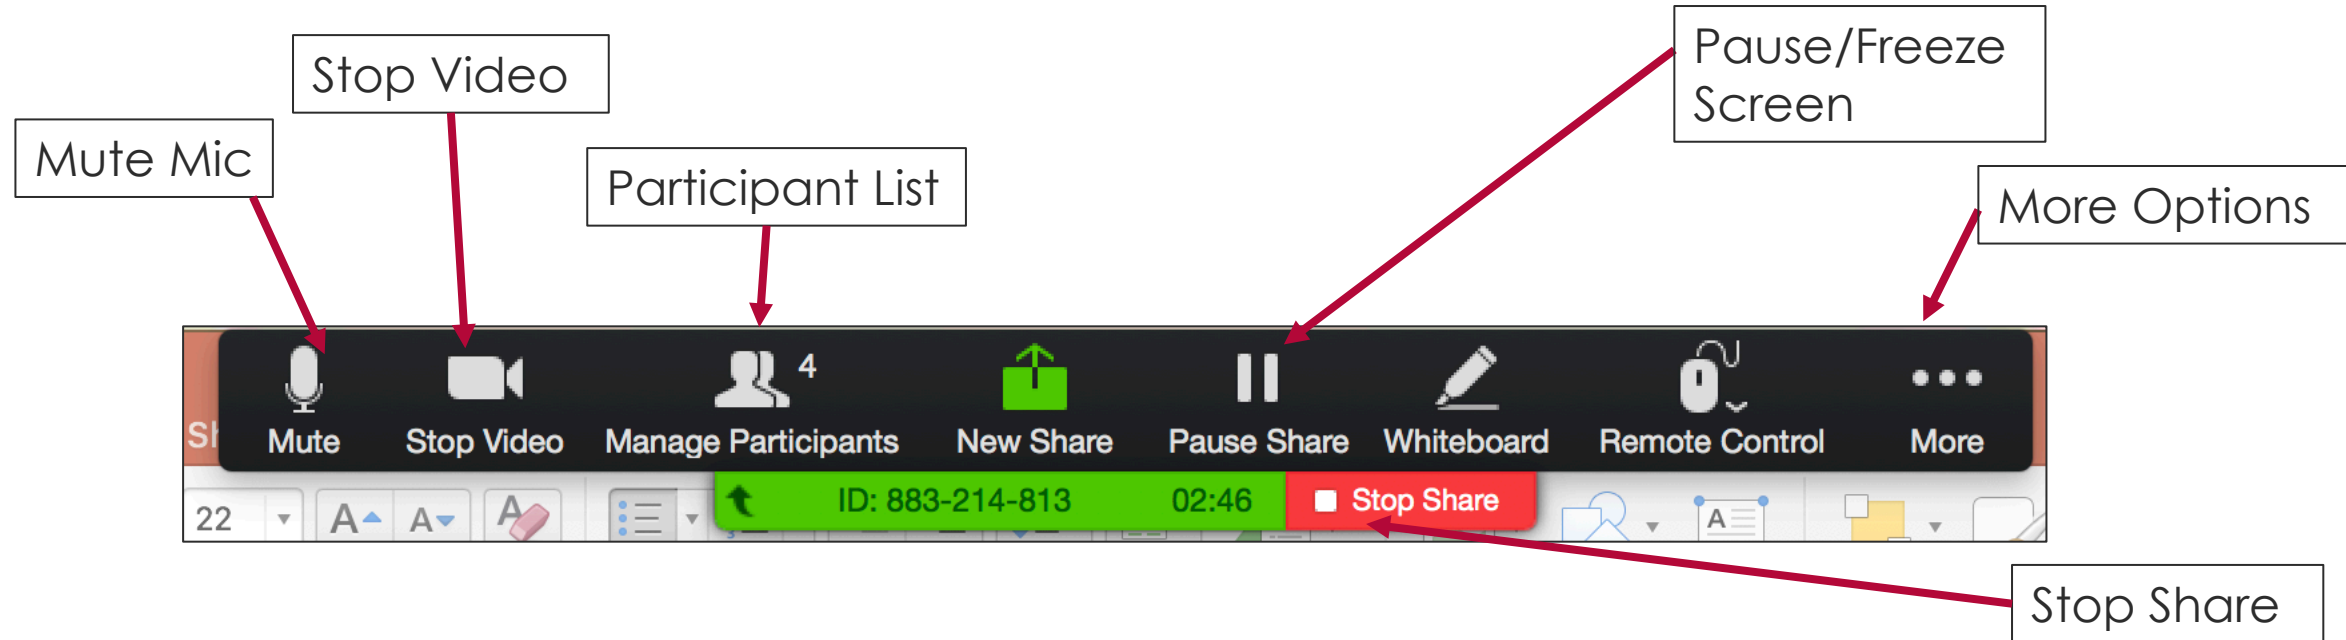 Pause/Freeze
Screen
Stop Video
Mute Mic
Participant List
More Options
4
Sh
Mute
Stop Video
Manage Participants
New Share
Pause Share
Whiteboard
Remote Control
More
22
A
A
A
ID: 883-214-813
02:46
Stop Share
A
Stop Share